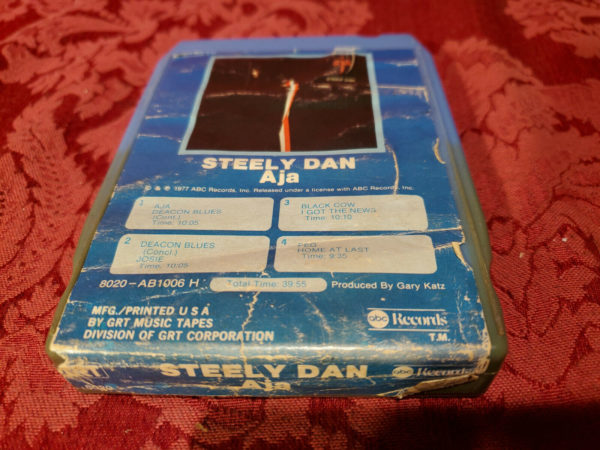 STEELY DAN
Aja
© & ℗ 1977 ABC Records, Inc. Released under a license with ABC Records, Inc.
1 AJA
DEACON BLUES
(Cont.)
Time: 10:05
2 DEACON BLUES
(Concl.)
JOSIE
Time: 10:05
3 BLACK COW
I GOT THE NEWS
Time: 10:10
4 PEG
HOME AT LAST
Time: 9:35
8020-AB1006 H
Total Time: 39:55
Produced By Gary Katz
MFG./PRINTED U S A
BY GRT MUSIC TAPES
DIVISION OF GRT CORPORATION
abc Records
T.M.
STEELY DAN
Aja
abc Records